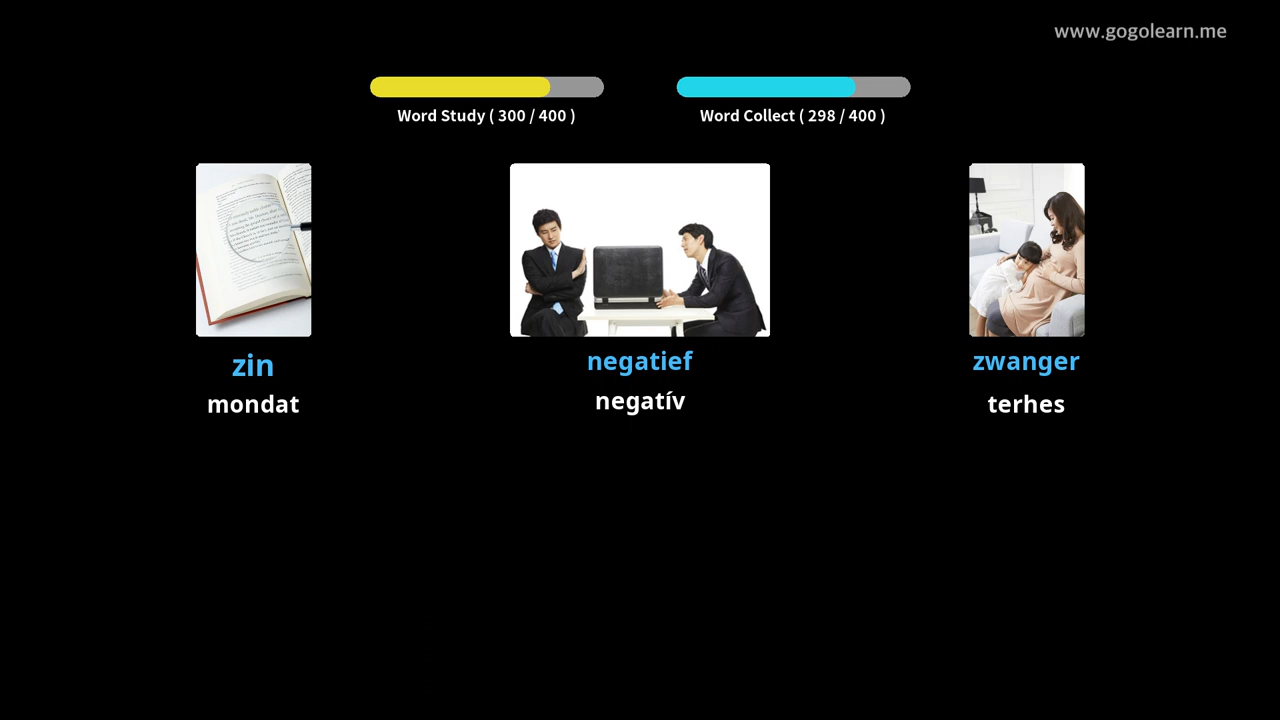 www.gogolearn.me
Word Study ( 300 / 400 )
Word Collect ( 298 / 400 )
zin
negatief
zwanger
mondat
negatív
terhes